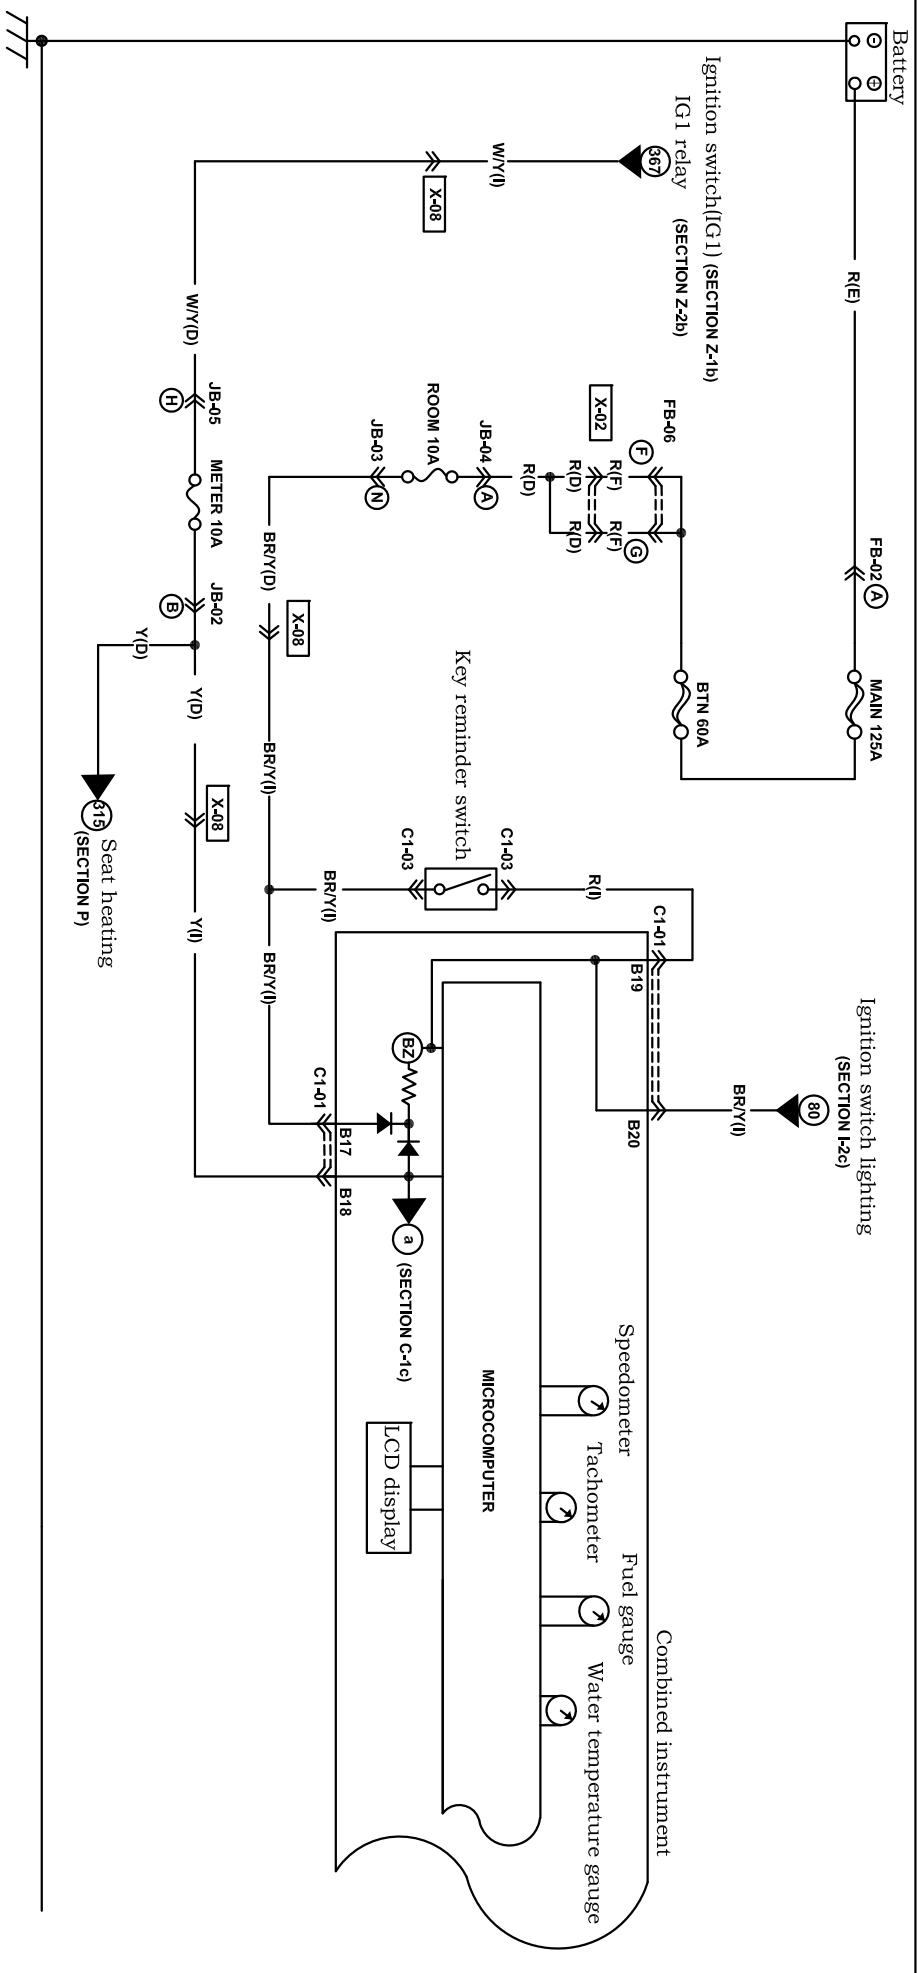 Battery
-
+
R(E)
FB-02
A
MAIN 125A
BTN 60A
Ignition switch(IG1) (SECTION Z-1b)
IG1 relay (SECTION Z-2b)
367
W/Y(I)
X-08
W/Y(D)
JB-05
H
METER 10A
JB-02
B
Y(D)
Y(D)
315
Seat heating
(SECTION P)
X-08
Y(I)
FB-06
F
G
X-02
R(F)
R(F)
R(D)
R(D)
R(D)
JB-04
A
ROOM 10A
JB-03
N
BR/Y(D)
X-08
BR/Y(I)
BR/Y(I)
BR/Y(I)
Key reminder switch
C1-03
C1-03
R(I)
C1-01
B19
B20
BR/Y(I)
80
Ignition switch lighting
(SECTION I-2c)
BZ
C1-01
B17
B18
a
(SECTION C-1c)
MICROCOMPUTER
LCD display
Speedometer
Tachometer
Fuel gauge
Water temperature gauge
Combined instrument